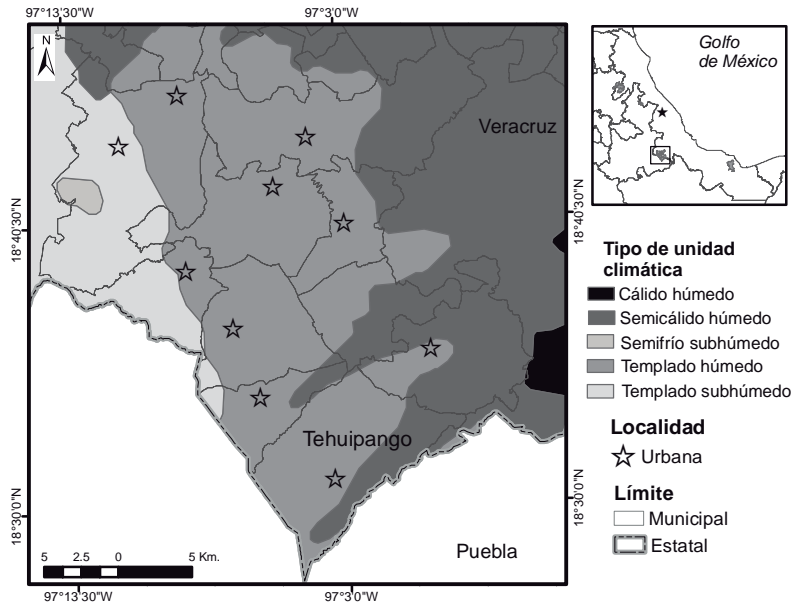 97°13'30"W
97°3'0"W
N
Golfo
de México
Veracruz
18°40'30"N
18°40'30"N
Tipo de unidad
climática
Cálido húmedo
Semicálido húmedo
Semifrío subhúmedo
Templado húmedo
Templado subhúmedo
Localidad
Urbana
Tehuipango
Límite
Municipal
Estatal
18°30'0"N
18°30'0"N
Puebla
5 2.5 0 5 Km.
97°13'30"W
97°3'0"W